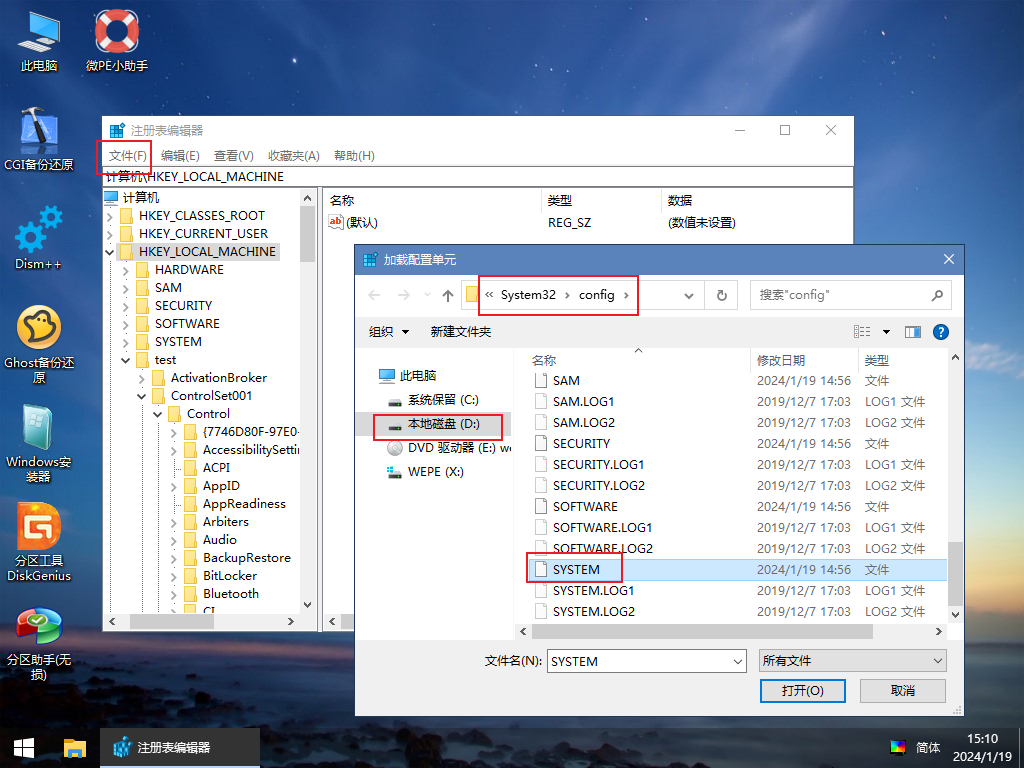 此电脑
微PE小助手
CGI备份还原
Dism++
Ghost备份还
原
Windows安
装器
分区工具
DiskGenius
分区助手(无
损)
注册表编辑器
文件(F) 编辑(E) 查看(V) 收藏夹(A) 帮助(H)
计算机\HKEY_LOCAL_MACHINE
计算机
HKEY_CLASSES_ROOT
HKEY_CURRENT_USER
HKEY_LOCAL_MACHINE
HARDWARE
SAM
SECURITY
SOFTWARE
SYSTEM
test
ActivationBroker
ControlSet001
Control
{7746D80F-97E0-
AccessibilitySettin
ACPI
AppID
AppReadiness
Arbiters
Audio
BackupRestore
BitLocker
Bluetooth
CI
名称 类型 数据
ab (默认) REG_SZ (数值未设置)
加载配置单元
« System32 › config ›
搜索"config"
组织 新建文件夹
此电脑
系统保留 (C:)
本地磁盘 (D:)
DVD 驱动器 (E:) we
WEPE (X:)
名称 修改日期 类型
SAM 2024/1/19 14:56 文件
SAM.LOG1 2019/12/7 17:03 LOG1 文件
SAM.LOG2 2019/12/7 17:03 LOG2 文件
SECURITY 2024/1/19 14:56 文件
SECURITY.LOG1 2019/12/7 17:03 LOG1 文件
SECURITY.LOG2 2019/12/7 17:03 LOG2 文件
SOFTWARE 2024/1/19 14:56 文件
SOFTWARE.LOG1 2019/12/7 17:03 LOG1 文件
SOFTWARE.LOG2 2019/12/7 17:03 LOG2 文件
SYSTEM 2024/1/19 14:56 文件
SYSTEM.LOG1 2019/12/7 17:03 LOG1 文件
SYSTEM.LOG2 2019/12/7 17:03 LOG2 文件
文件名(N): SYSTEM 所有文件
打开(O) 取消
注册表编辑器
简体
15:10
2024/1/19